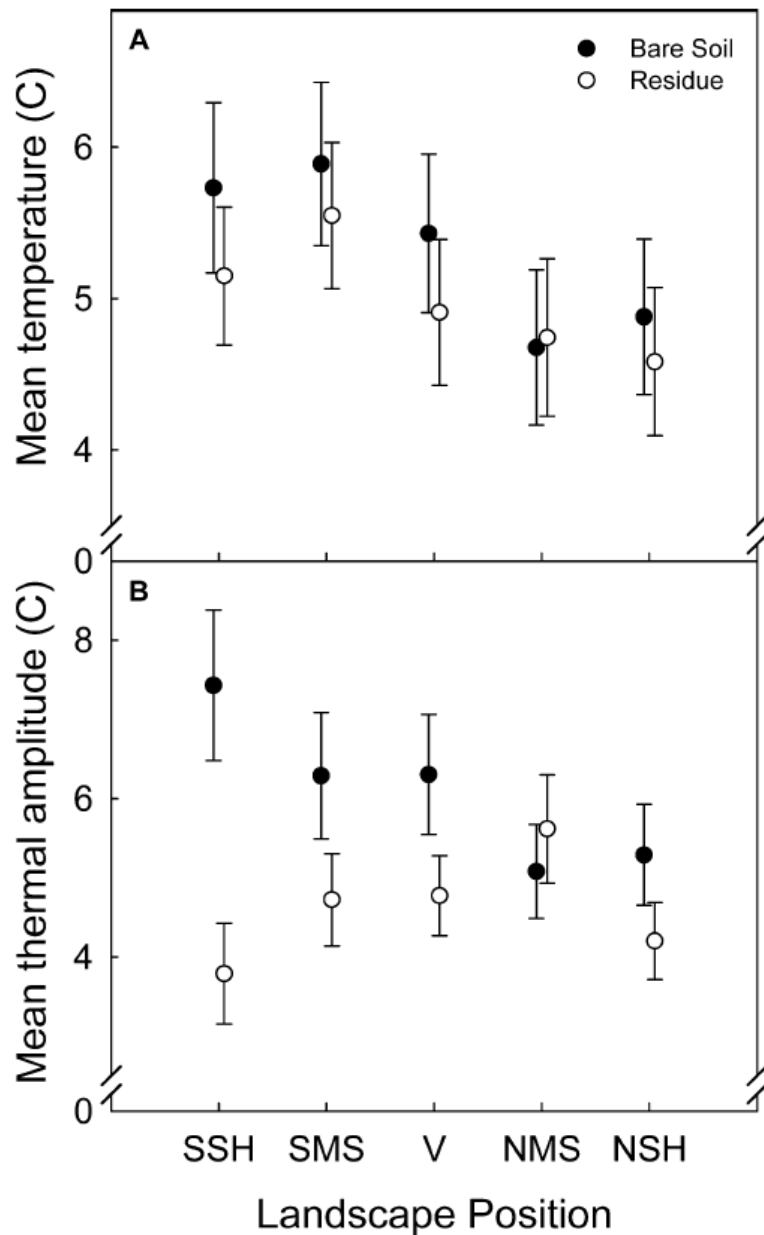 A
Bare Soil
Residue
Mean temperature (C)
6
5
4
0
B
Mean thermal amplitude (C)
8
6
4
0
SSH SMS V NMS NSH
Landscape Position